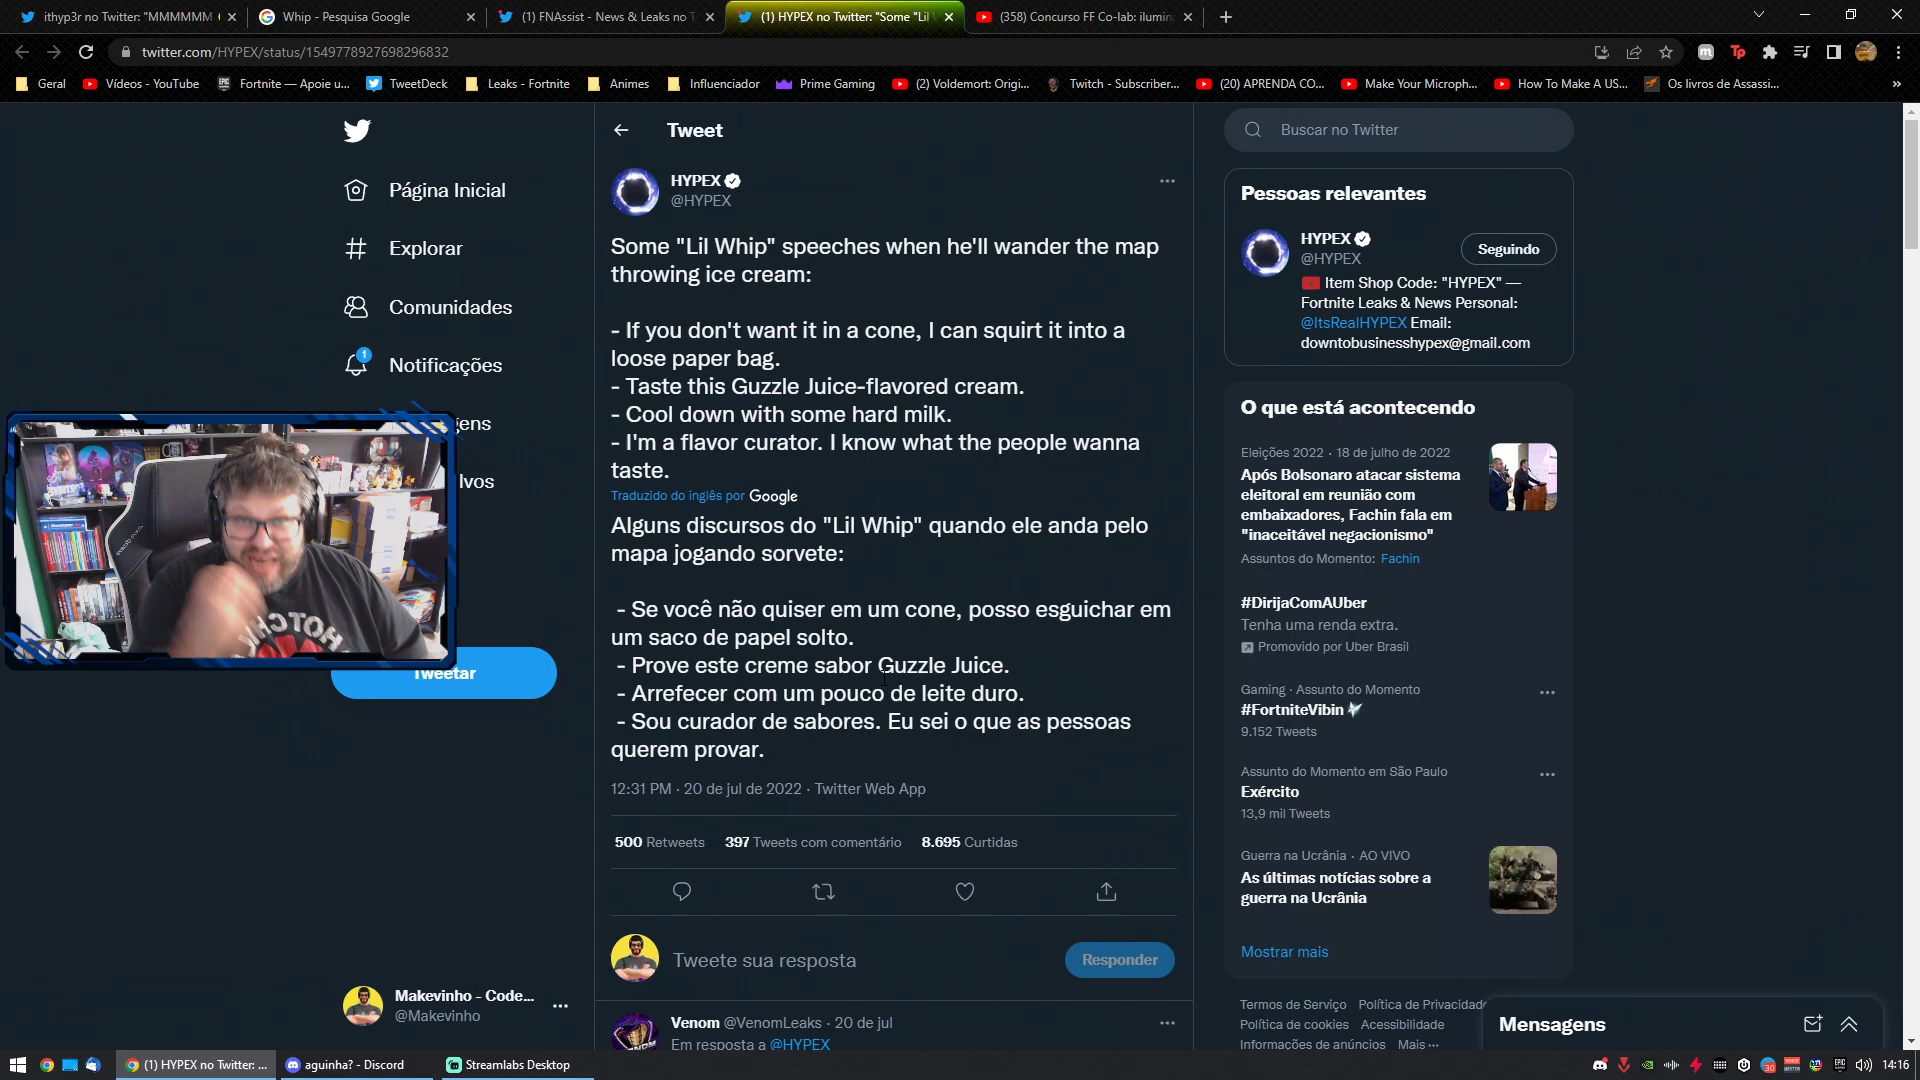 ithyp3r no Twitter: "MMMMMM
Whip - Pesquisa Google
(1) FNAssist - News & Leaks no T
(1) HYPEX no Twitter: "Some "Lil
(358) Concurso FF Co-lab: ilumin
twitter.com/HYPEX/status/1549778927698296832
Geral
Vídeos - YouTube
Fortnite — Apoie u...
TweetDeck
Leaks - Fortnite
Animes
Influenciador
Prime Gaming
(2) Voldemort: Origi...
Twitch - Subscriber...
(20) APRENDA CO...
Make Your Microph...
How To Make A US...
Os livros de Assassi...
Página Inicial
Explorar
Comunidades
1
Notificações
gens
lvos
Tweetar
Makevinho - Code...
@Makevinho
Tweet
HYPEX
@HYPEX
Some "Lil Whip" speeches when he'll wander the map
throwing ice cream:
- If you don't want it in a cone, I can squirt it into a
loose paper bag.
- Taste this Guzzle Juice-flavored cream.
- Cool down with some hard milk.
- I'm a flavor curator. I know what the people wanna
taste.
Traduzido do inglês por Google
Alguns discursos do "Lil Whip" quando ele anda pelo
mapa jogando sorvete:
- Se você não quiser em um cone, posso esguichar em
um saco de papel solto.
- Prove este creme sabor Guzzle Juice.
- Arrefecer com um pouco de leite duro.
- Sou curador de sabores. Eu sei o que as pessoas
querem provar.
12:31 PM · 20 de jul de 2022 · Twitter Web App
500 Retweets 397 Tweets com comentário 8.695 Curtidas
Tweete sua resposta
Responder
Venom @VenomLeaks · 20 de jul
Em resposta a @HYPEX
Buscar no Twitter
Pessoas relevantes
HYPEX
@HYPEX
Seguindo
Item Shop Code: "HYPEX" —
Fortnite Leaks & News Personal:
@ItsRealHYPEX Email:
downtobusinesshypex@gmail.com
O que está acontecendo
Eleições 2022 · 18 de julho de 2022
Após Bolsonaro atacar sistema
eleitoral em reunião com
embaixadores, Fachin fala em
"inaceitável negacionismo"
Assuntos do Momento: Fachin
#DirijaComAUber
Tenha uma renda extra.
Promovido por Uber Brasil
Gaming · Assunto do Momento
#FortniteVibin
9.152 Tweets
Assunto do Momento em São Paulo
Exército
13,9 mil Tweets
Guerra na Ucrânia · AO VIVO
As últimas notícias sobre a
guerra na Ucrânia
Mostrar mais
Termos de Serviço Política de Privacidade
Política de cookies Acessibilidade
Informações de anúncios Mais ···
Mensagens
(1) HYPEX no Twitter: ...
aguinha? - Discord
Streamlabs Desktop
30
14:16